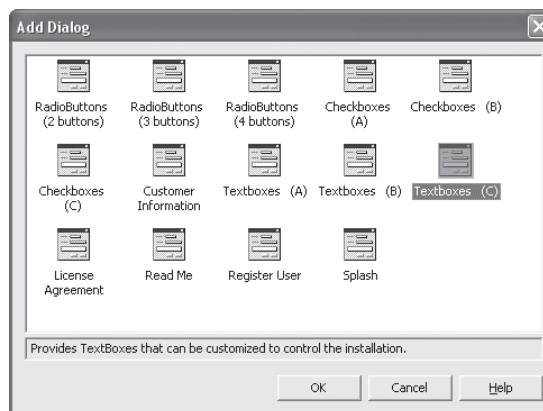 Add Dialog
RadioButtons
(2 buttons)
RadioButtons
(3 buttons)
RadioButtons
(4 buttons)
Checkboxes
(A)
Checkboxes (B)
Checkboxes
(C)
Customer
Information
Textboxes (A)
Textboxes (B)
Textboxes (C)
License
Agreement
Read Me
Register User
Splash
Provides TextBoxes that can be customized to control the installation.
OK
Cancel
Help